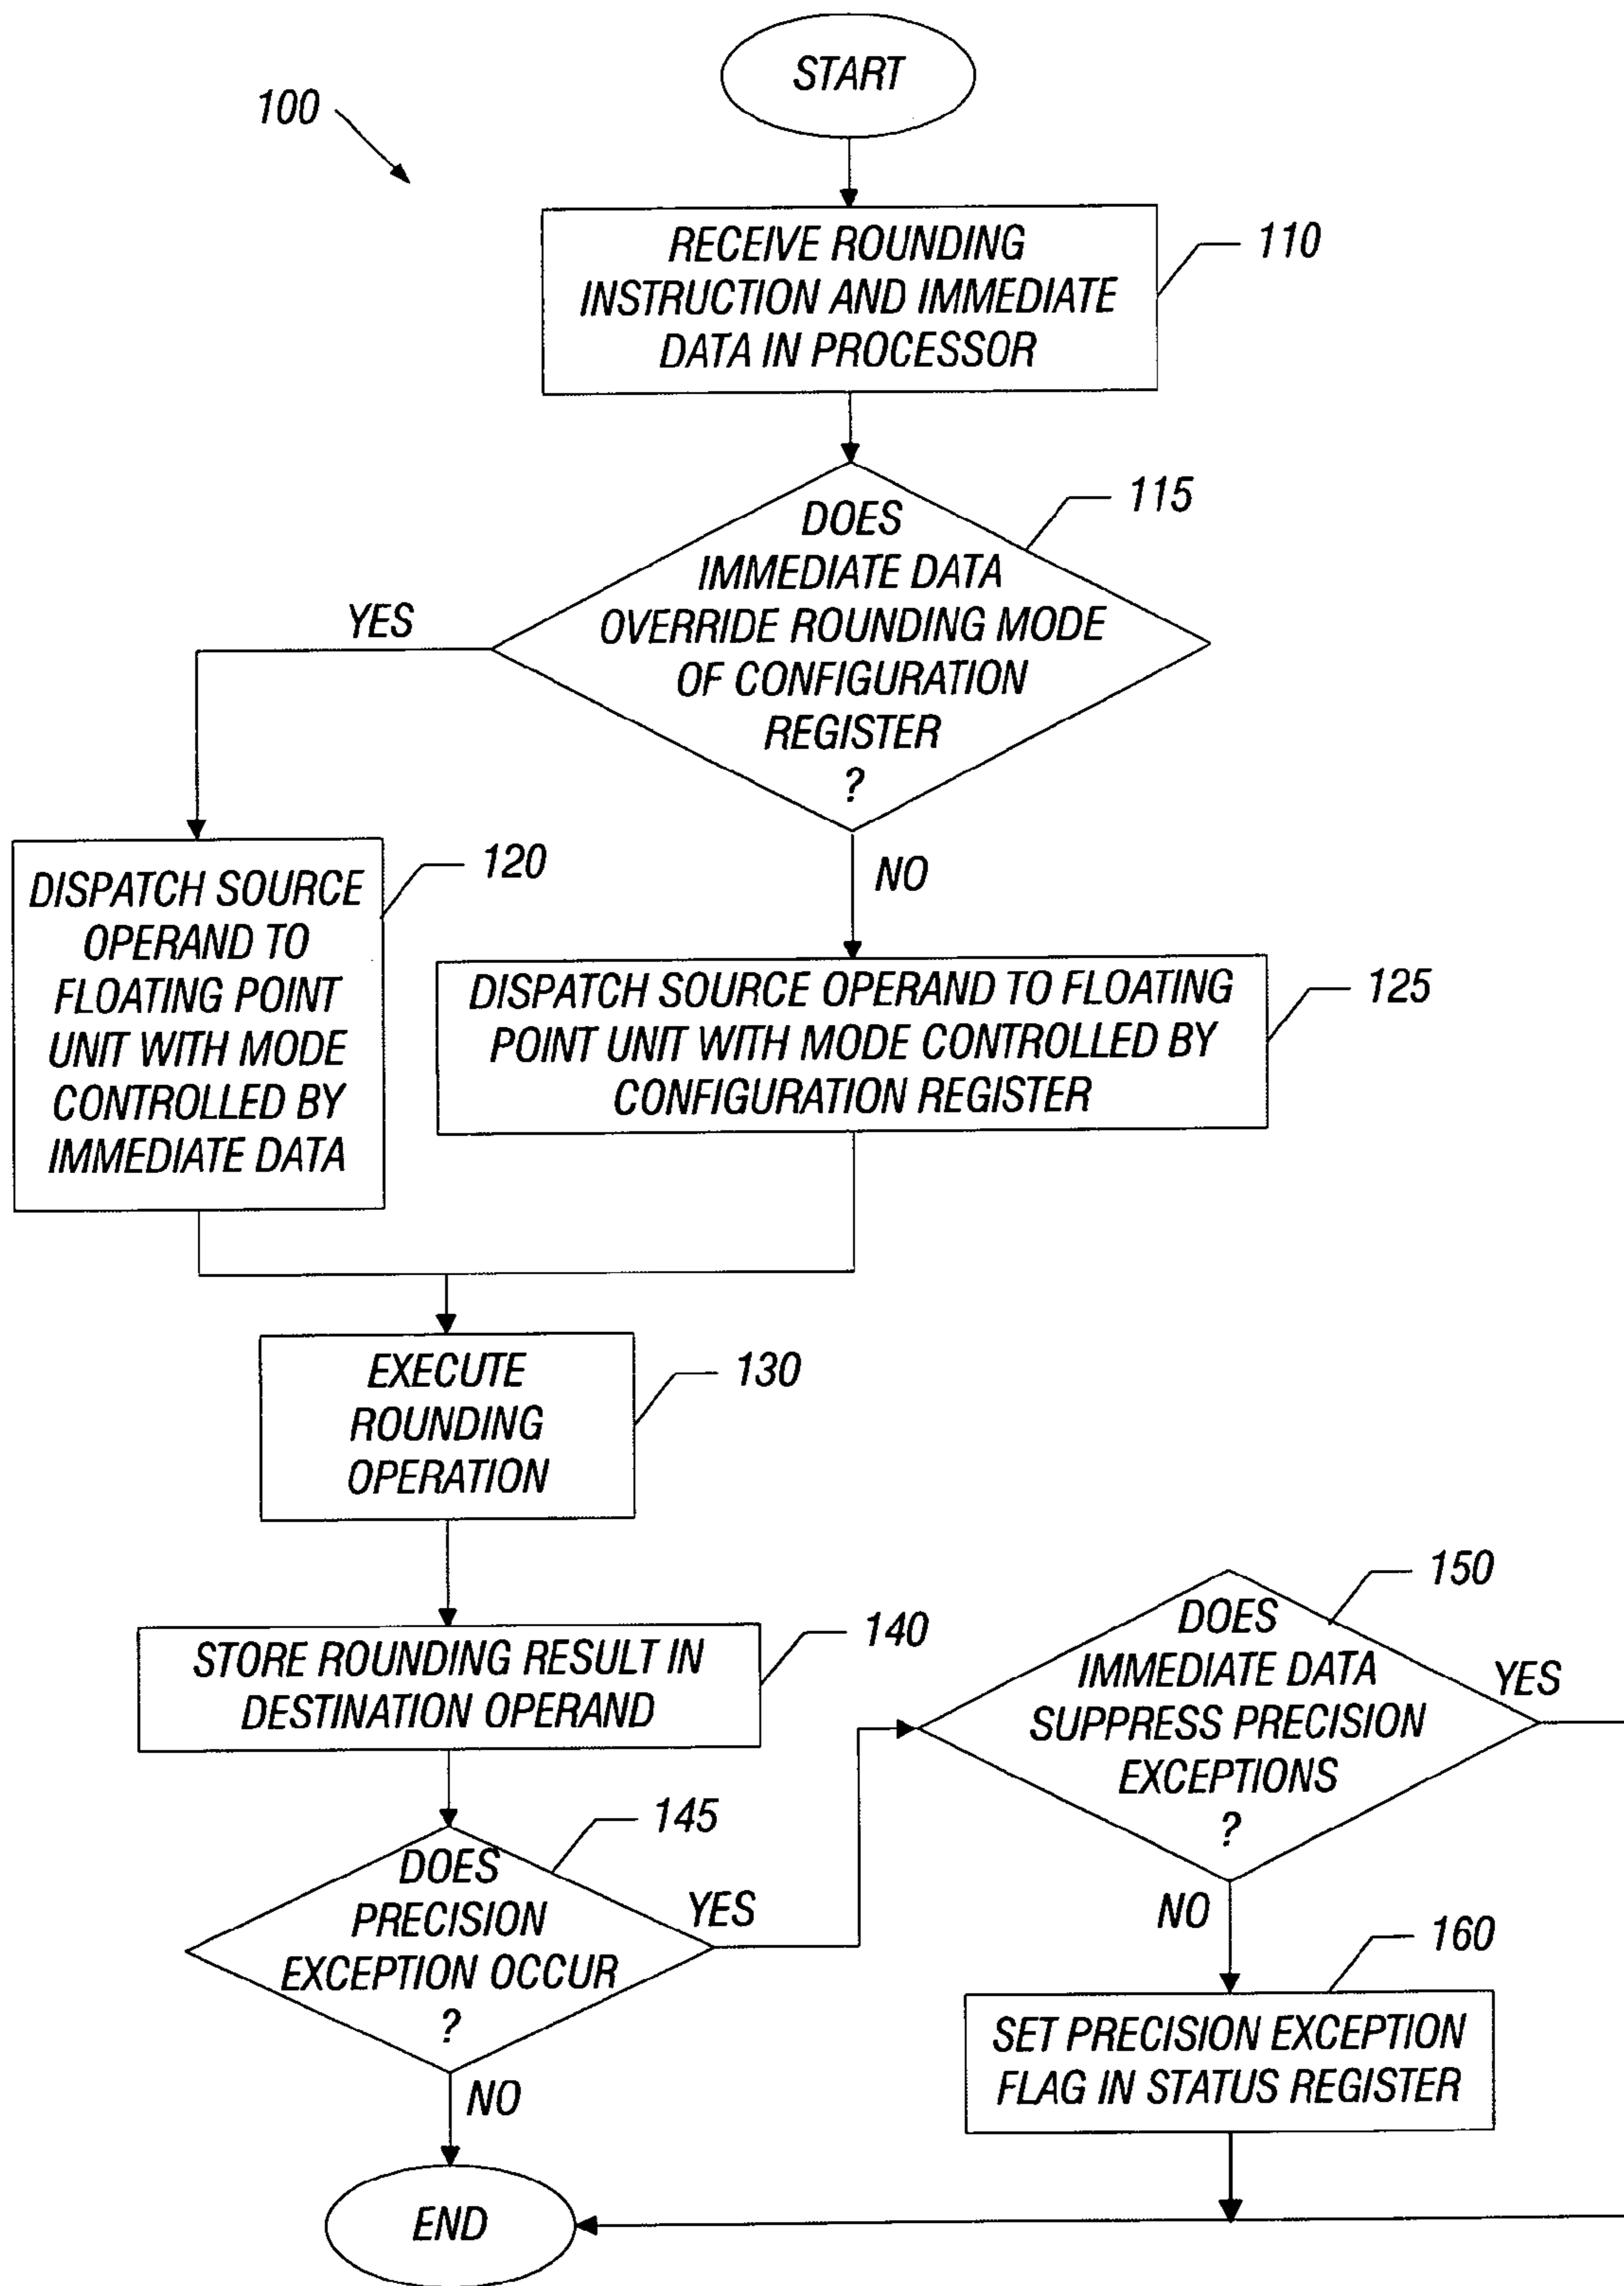 START
100
RECEIVE ROUNDING
INSTRUCTION AND IMMEDIATE
DATA IN PROCESSOR
110
DOES
IMMEDIATE DATA
OVERRIDE ROUNDING MODE
OF CONFIGURATION
REGISTER
?
115
YES
NO
DISPATCH SOURCE
OPERAND TO
FLOATING POINT
UNIT WITH MODE
CONTROLLED BY
IMMEDIATE DATA
120
DISPATCH SOURCE OPERAND TO FLOATING
POINT UNIT WITH MODE CONTROLLED BY
CONFIGURATION REGISTER
125
EXECUTE
ROUNDING
OPERATION
130
STORE ROUNDING RESULT IN
DESTINATION OPERAND
140
DOES
PRECISION
EXCEPTION OCCUR
?
145
YES
NO
DOES
IMMEDIATE DATA
SUPPRESS PRECISION
EXCEPTIONS
?
150
YES
NO
SET PRECISION EXCEPTION
FLAG IN STATUS REGISTER
160
END